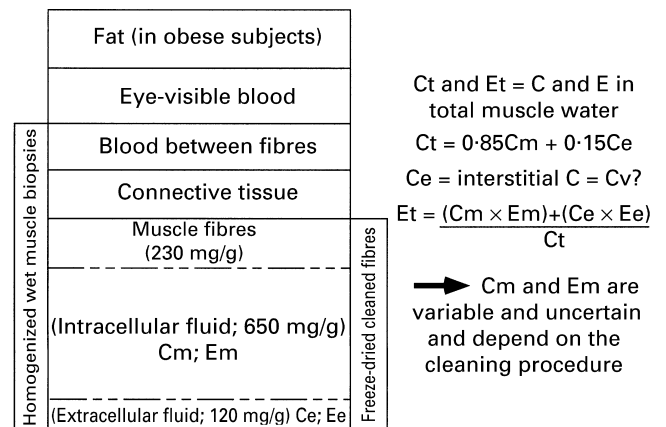 Fat (in obese subjects)
Eye-visible blood
Blood between fibres
Connective tissue
Muscle fibres
(230 mg/g)
(Intracellular fluid; 650 mg/g)
Cm; Em
(Extracellular fluid; 120 mg/g) Ce; Ee
Homogenized wet muscle biopsies
Freeze-dried cleaned fibres
Ct and Et = C and E in
total muscle water
Ct = 0·85Cm + 0·15Ce
Ce = interstitial C = Cv?
Et = (Cm × Em)+(Ce × Ee)
Ct
Cm and Em are
variable and uncertain
and depend on the
cleaning procedure